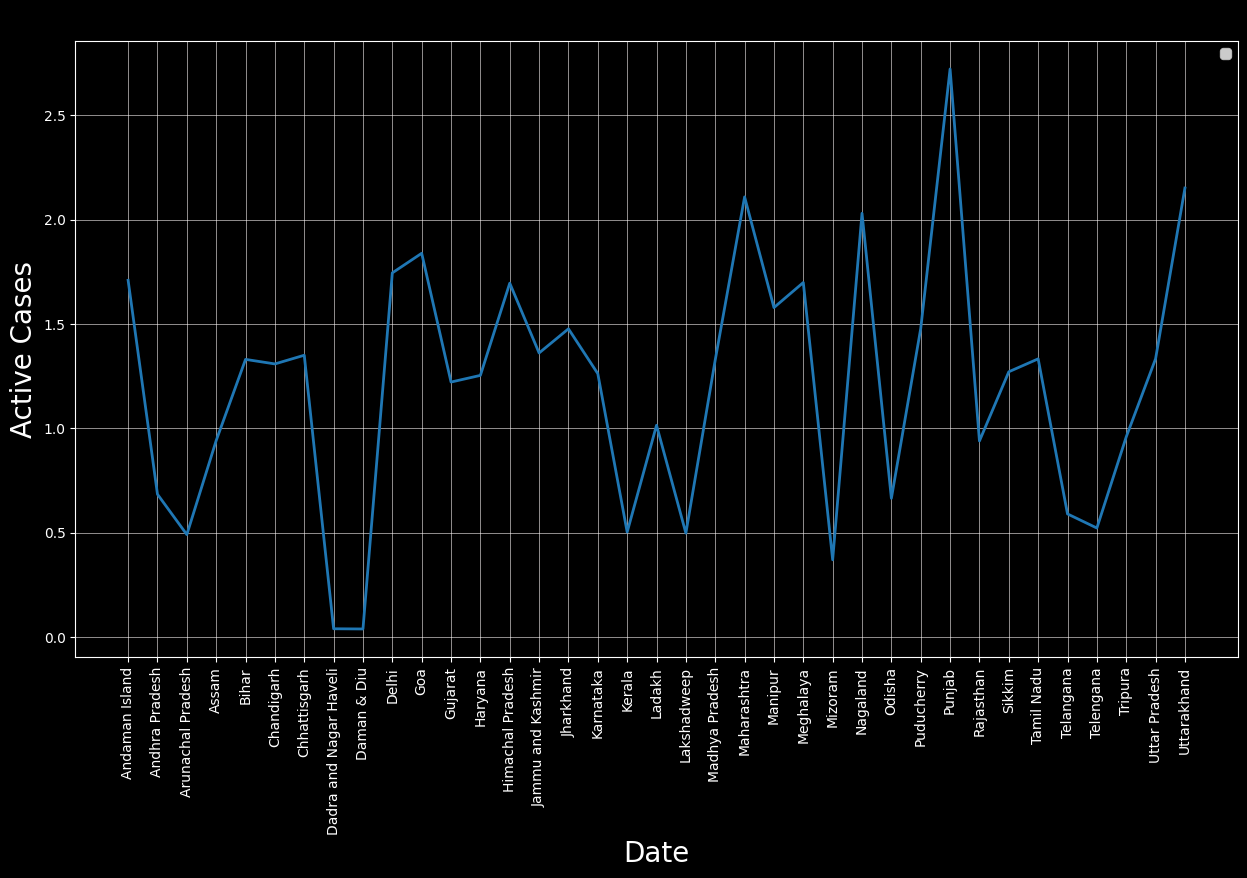 Active Cases
2.5
2.0
1.5
1.0
0.5
0.0
Andaman Island
Andhra Pradesh
Arunachal Pradesh
Assam
Bihar
Chandigarh
Chhattisgarh
Dadra and Nagar Haveli
Daman & Diu
Delhi
Goa
Gujarat
Haryana
Himachal Pradesh
Jammu and Kashmir
Jharkhand
Karnataka
Kerala
Ladakh
Lakshadweep
Madhya Pradesh
Maharashtra
Manipur
Meghalaya
Mizoram
Nagaland
Odisha
Puducherry
Punjab
Rajasthan
Sikkim
Tamil Nadu
Telangana
Telengana
Tripura
Uttar Pradesh
Uttarakhand
Date